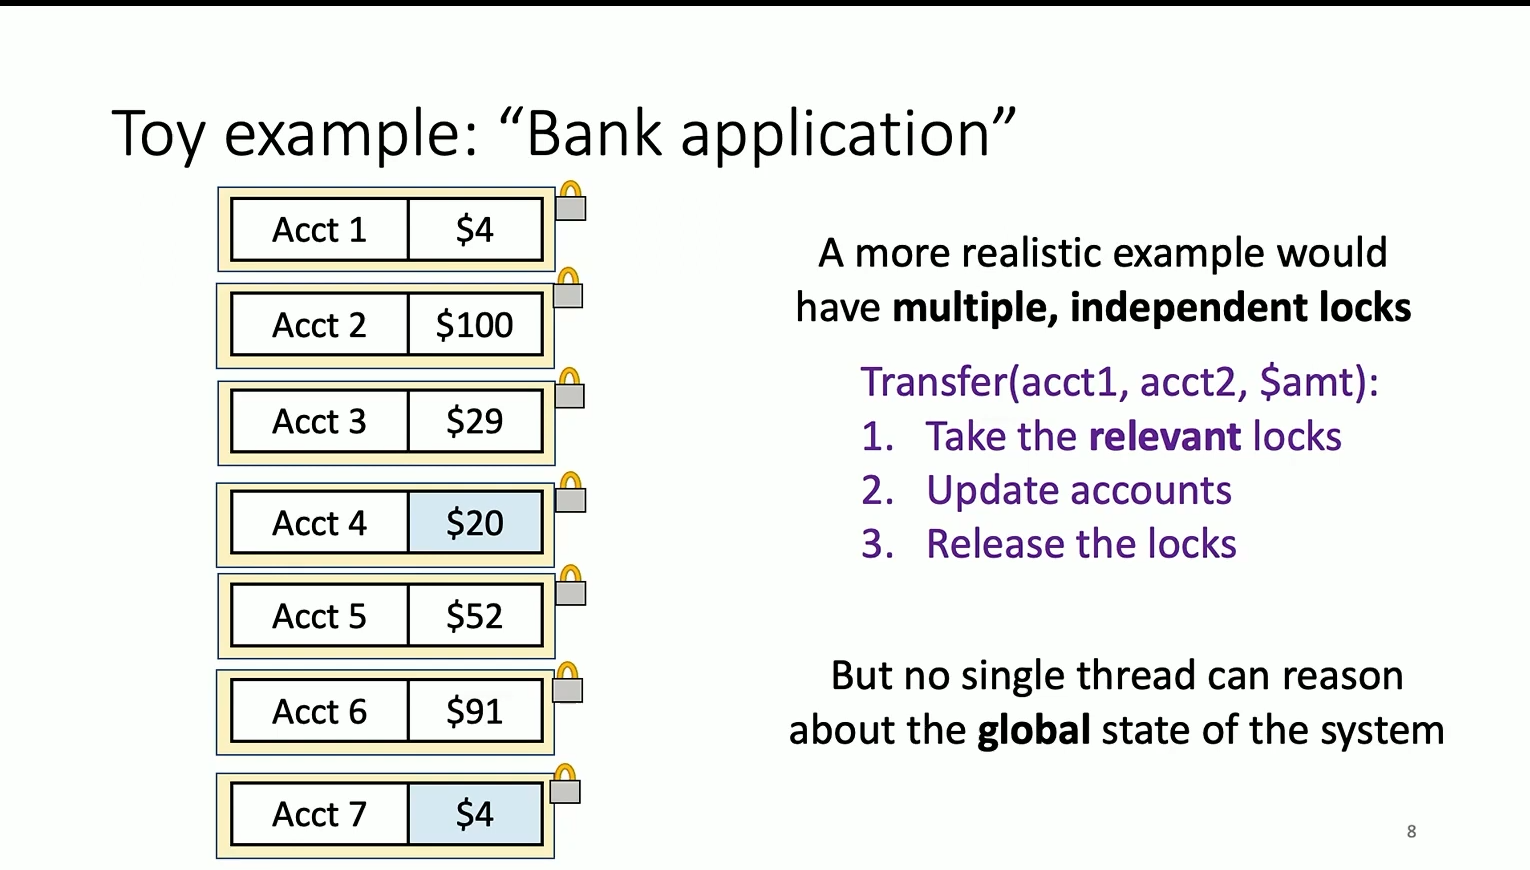 Toy example: “Bank application”
Acct 1 $4
Acct 2 $100
Acct 3 $29
Acct 4 $20
Acct 5 $52
Acct 6 $91
Acct 7 $4
A more realistic example would
have multiple, independent locks
Transfer(acct1, acct2, $amt):
1. Take the relevant locks
2. Update accounts
3. Release the locks
But no single thread can reason
about the global state of the system
8